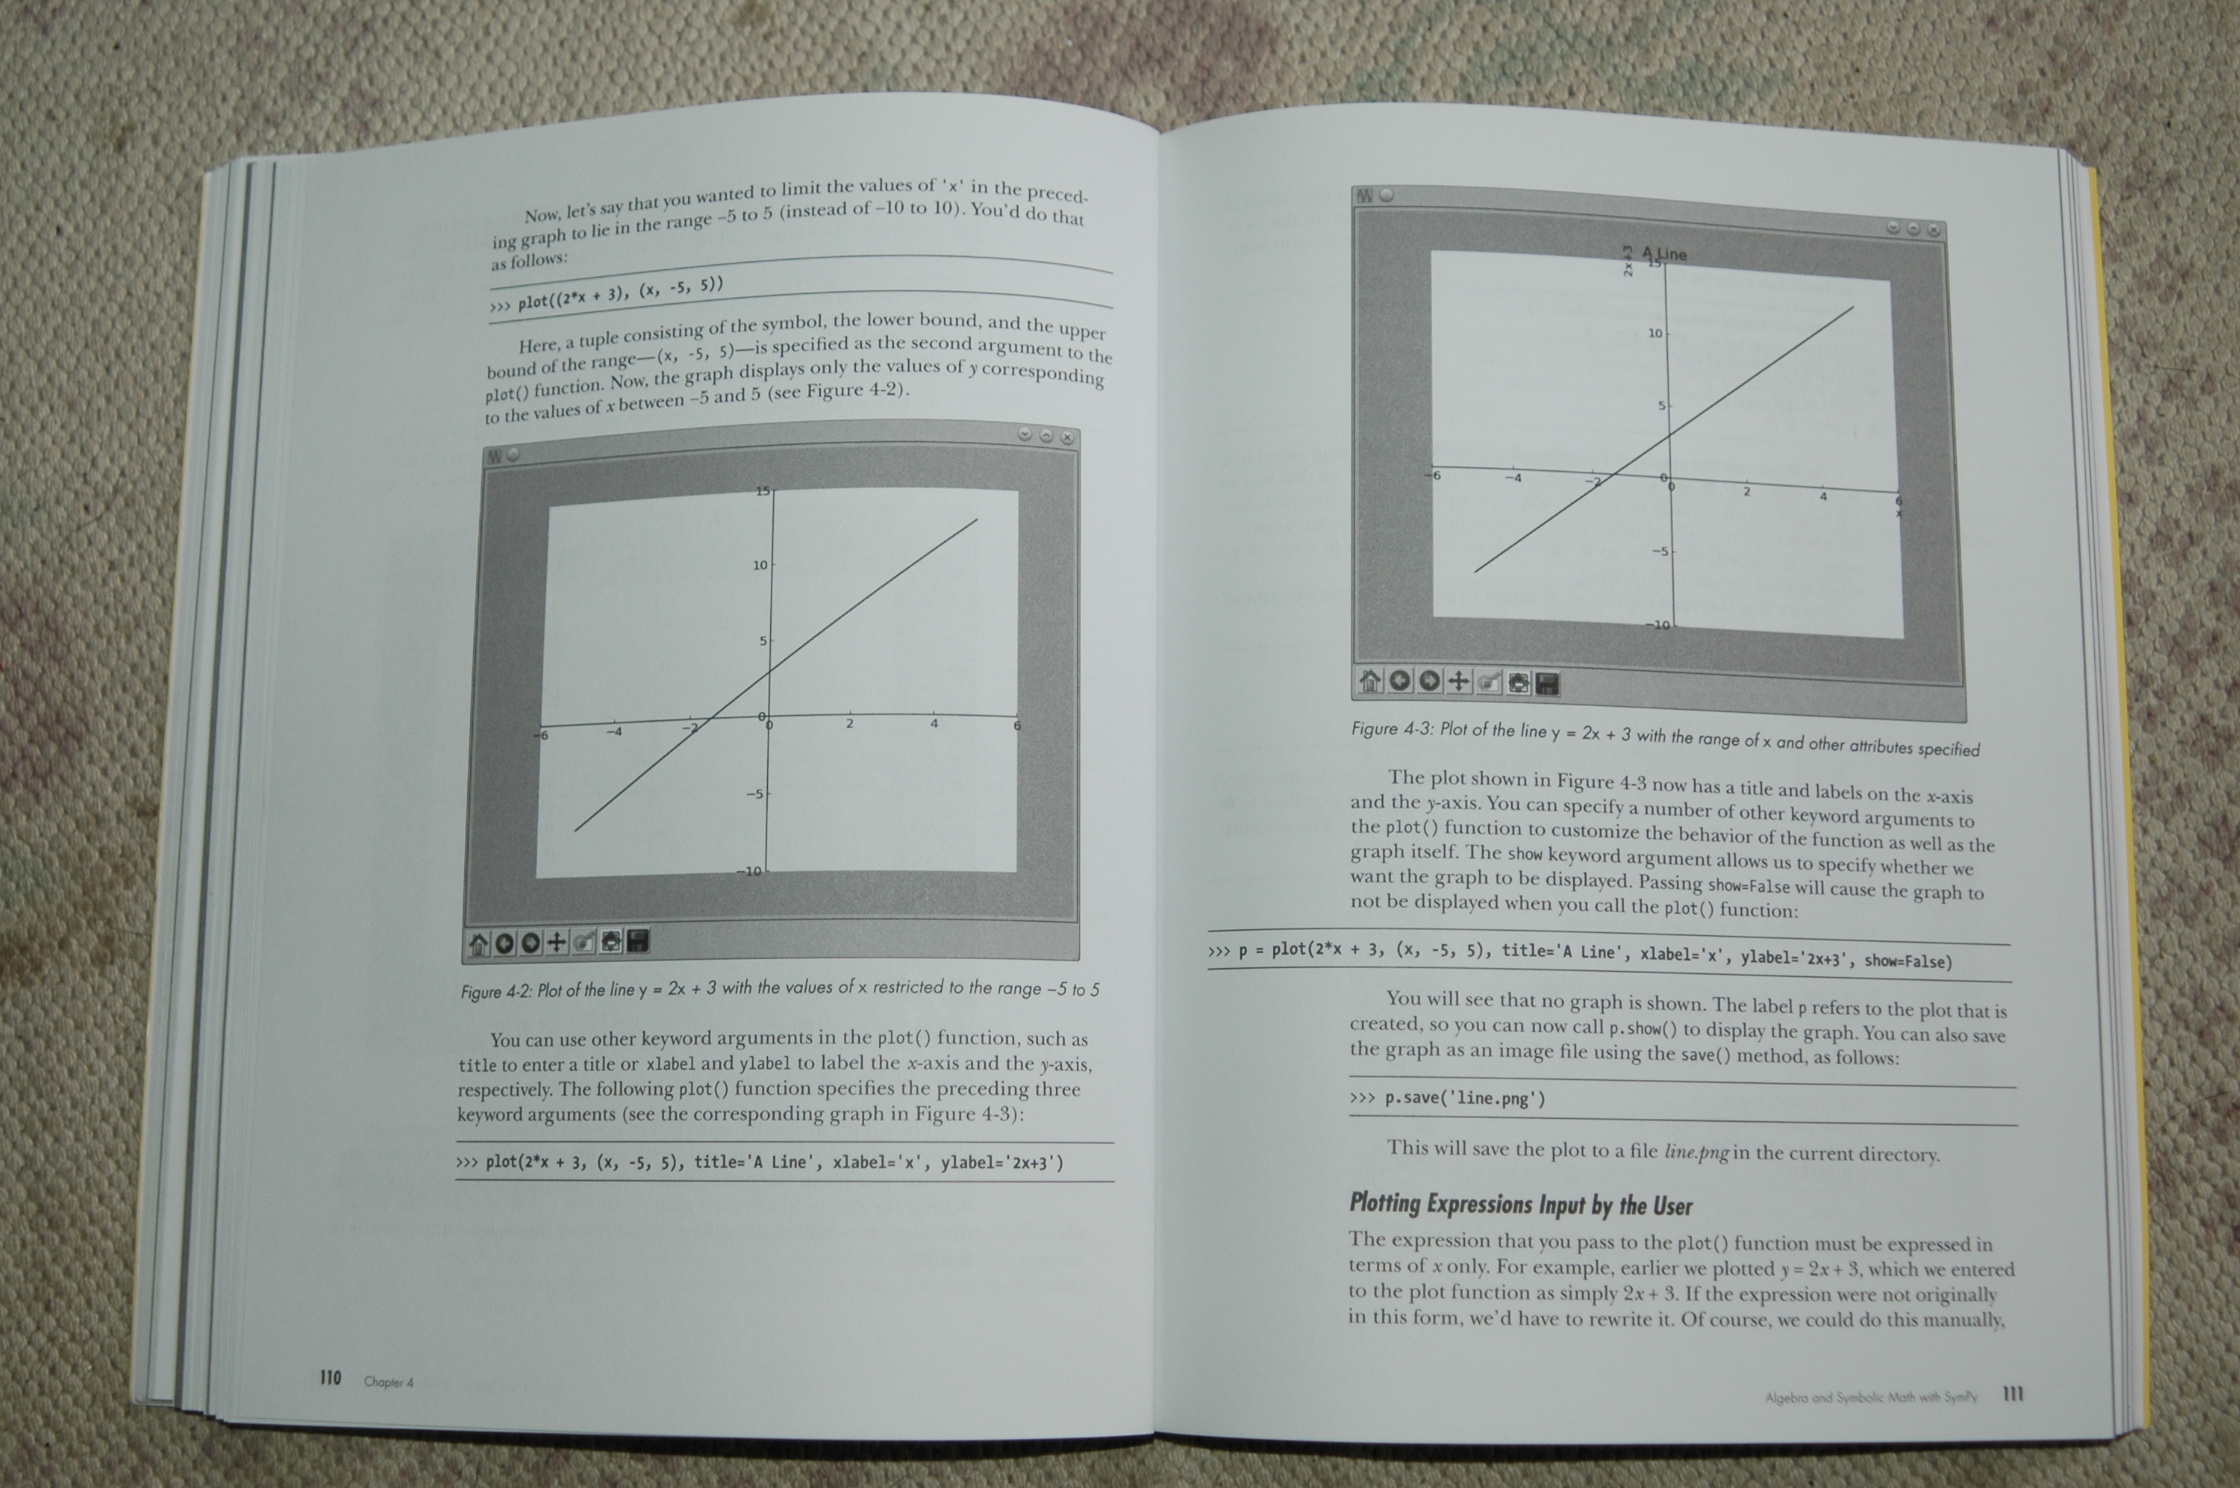 Now, let's say that you wanted to limit the values of 'x' in the preced-
ing graph to lie in the range −5 to 5 (instead of −10 to 10). You'd do that
as follows:
>>> plot((2*x + 3), (x, -5, 5))
Here, a tuple consisting of the symbol, the lower bound, and the upper
bound of the range—(x, -5, 5)—is specified as the second argument to the
plot() function. Now, the graph displays only the values of y corresponding
to the values of x between −5 and 5 (see Figure 4-2).
15
10
5
0
−5
−10
−6
−4
−2
0
2
4
6
Figure 4-2: Plot of the line y = 2x + 3 with the values of x restricted to the range −5 to 5
You can use other keyword arguments in the plot() function, such as
title to enter a title or xlabel and ylabel to label the x-axis and the y-axis,
respectively. The following plot() function specifies the preceding three
keyword arguments (see the corresponding graph in Figure 4-3):
>>> plot(2*x + 3, (x, -5, 5), title='A Line', xlabel='x', ylabel='2x+3')
110 Chapter 4
A Line
2x + 3
15
10
5
0
−5
−10
−6
−4
−2
0
2
4
6
x
Figure 4-3: Plot of the line y = 2x + 3 with the range of x and other attributes specified
The plot shown in Figure 4-3 now has a title and labels on the x-axis
and the y-axis. You can specify a number of other keyword arguments to
the plot() function to customize the behavior of the function as well as the
graph itself. The show keyword argument allows us to specify whether we
want the graph to be displayed. Passing show=False will cause the graph to
not be displayed when you call the plot() function:
>>> p = plot(2*x + 3, (x, -5, 5), title='A Line', xlabel='x', ylabel='2x+3', show=False)
You will see that no graph is shown. The label p refers to the plot that is
created, so you can now call p.show() to display the graph. You can also save
the graph as an image file using the save() method, as follows:
>>> p.save('line.png')
This will save the plot to a file line.png in the current directory.
Plotting Expressions Input by the User
The expression that you pass to the plot() function must be expressed in
terms of x only. For example, earlier we plotted y = 2x + 3, which we entered
to the plot function as simply 2x + 3. If the expression were not originally
in this form, we'd have to rewrite it. Of course, we could do this manually,
Algebra and Symbolic Math with SymPy 111